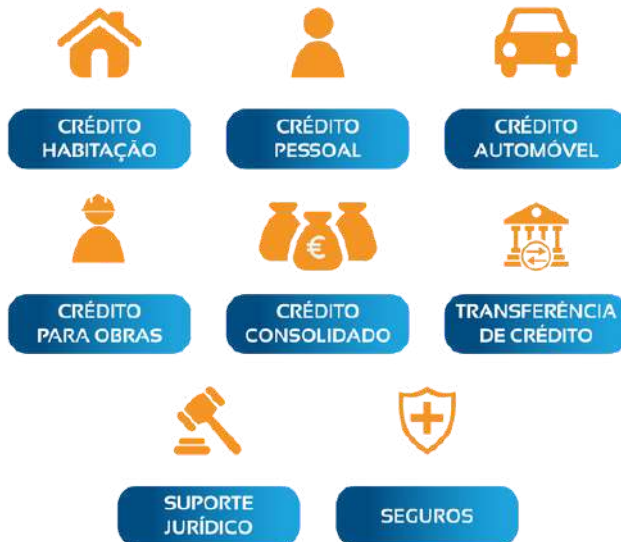 CRÉDITO
HABITAÇÃO
CRÉDITO
PESSOAL
CRÉDITO
AUTOMÓVEL
CRÉDITO
PARA OBRAS
€
CRÉDITO
CONSOLIDADO
TRANSFERÊNCIA
DE CRÉDITO
SUPORTE
JURÍDICO
SEGUROS